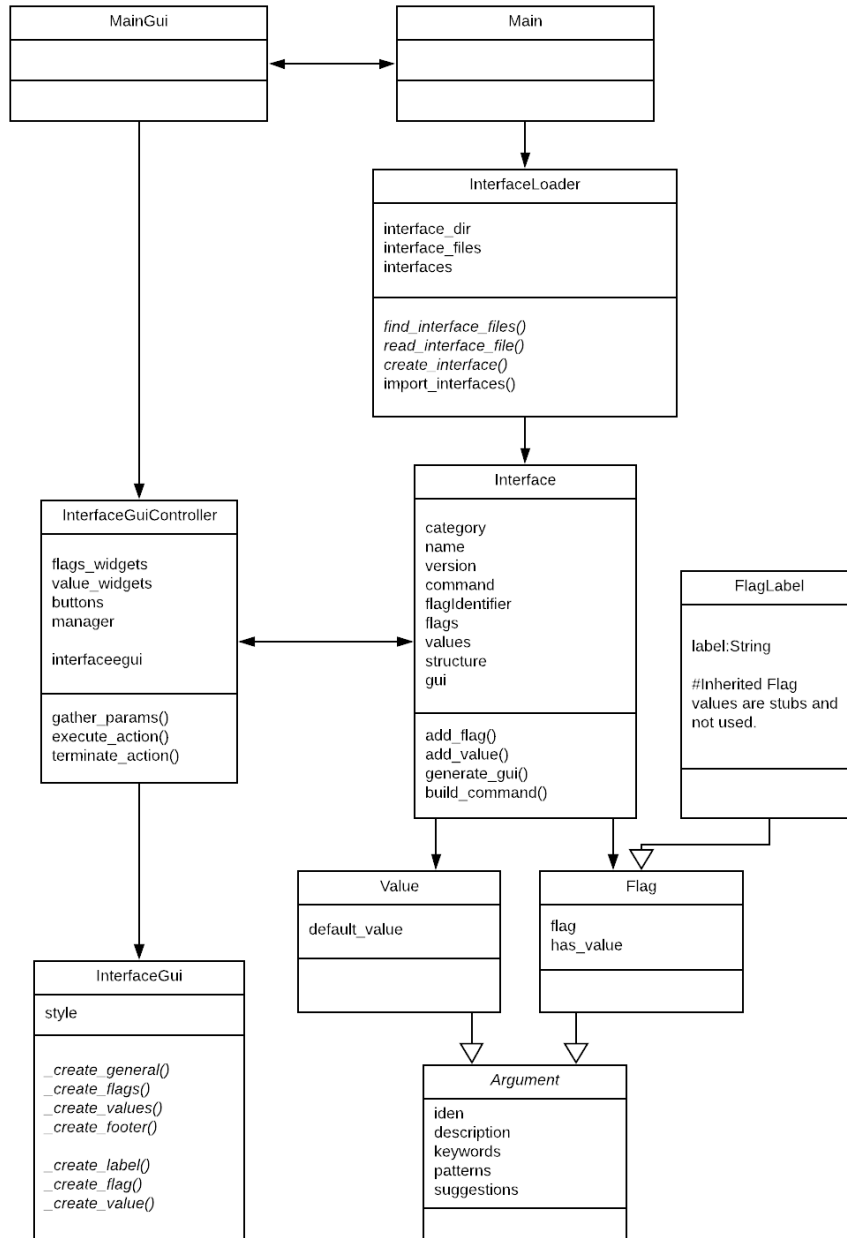 MainGui
Main
InterfaceLoader
interface_dir
interface_files
interfaces
find_interface_files()
read_interface_file()
create_interface()
import_interfaces()
Interface
category
name
version
command
flagIdentifier
flags
values
structure
gui
add_flag()
add_value()
generate_gui()
build_command()
InterfaceGuiController
flags_widgets
value_widgets
buttons
manager
interfaceegui
gather_params()
execute_action()
terminate_action()
FlagLabel
label:String
#Inherited Flag
values are stubs and
not used.
Value
default_value
Flag
flag
has_value
InterfaceGui
style
_create_general()
_create_flags()
_create_values()
_create_footer()
_create_label()
_create_flag()
_create_value()
Argument
iden
description
keywords
patterns
suggestions